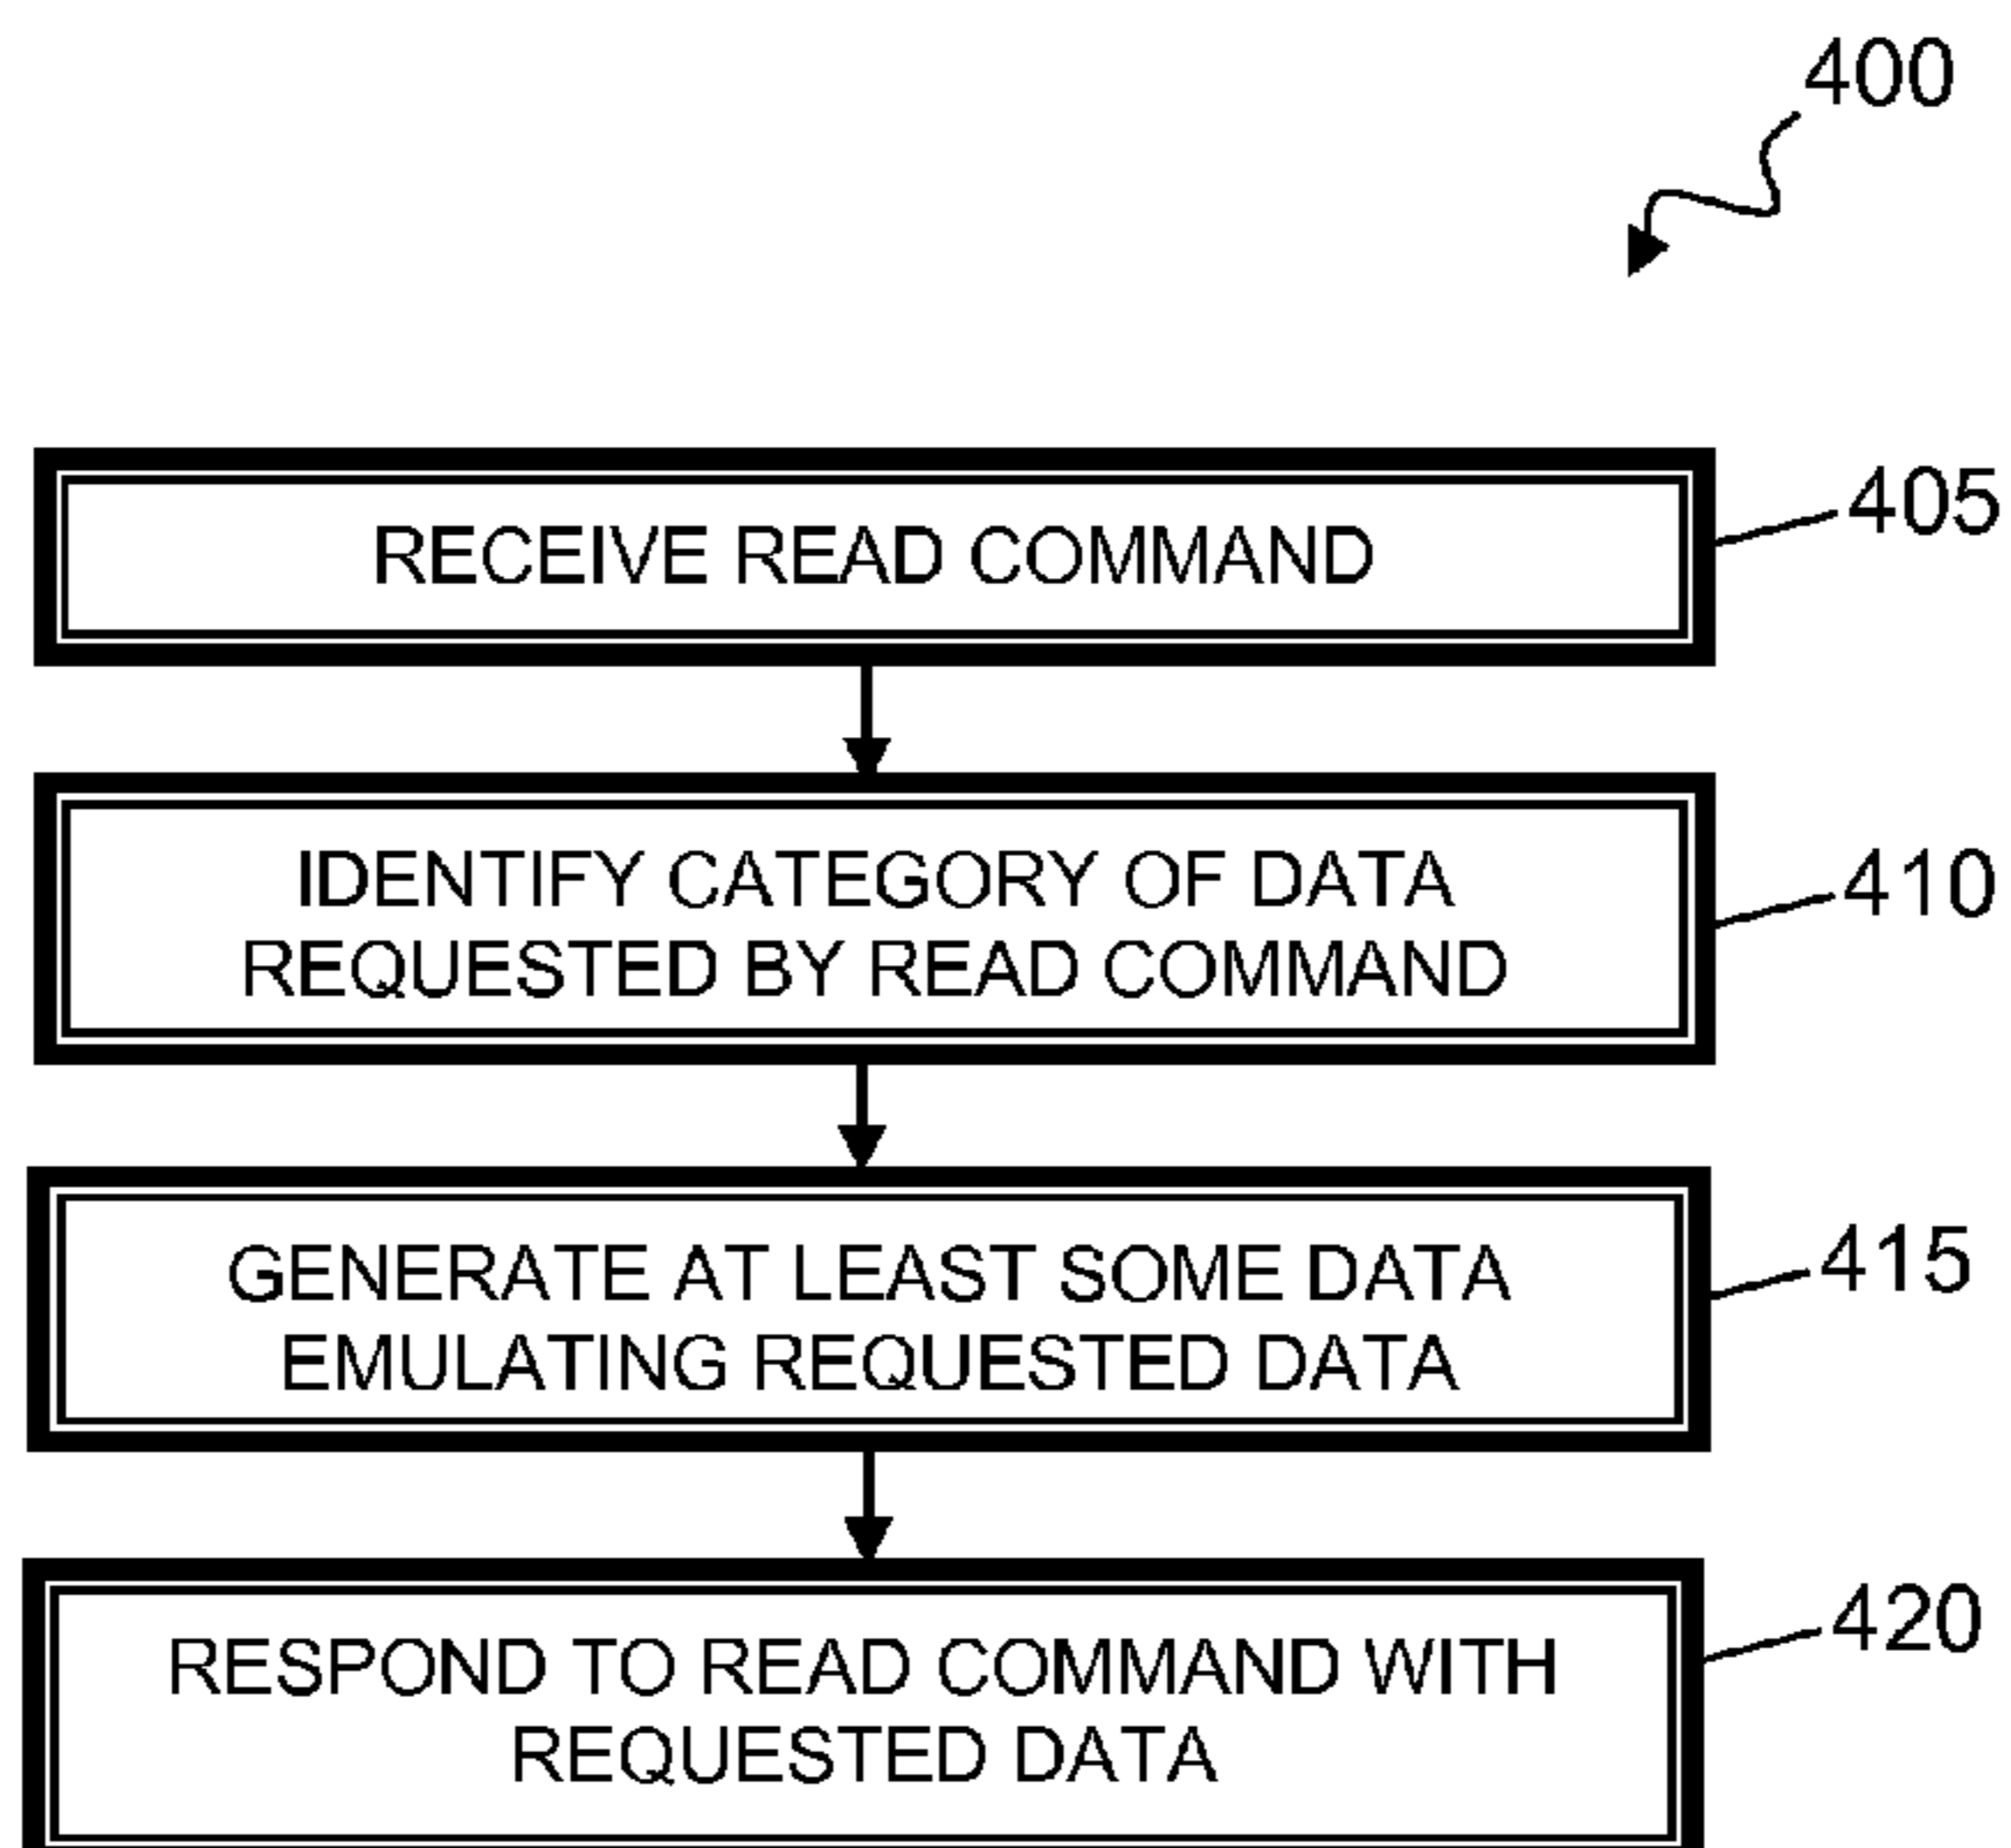 400
RECEIVE READ COMMAND
405
IDENTIFY CATEGORY OF DATA
REQUESTED BY READ COMMAND
410
GENERATE AT LEAST SOME DATA
EMULATING REQUESTED DATA
415
RESPOND TO READ COMMAND WITH
REQUESTED DATA
420